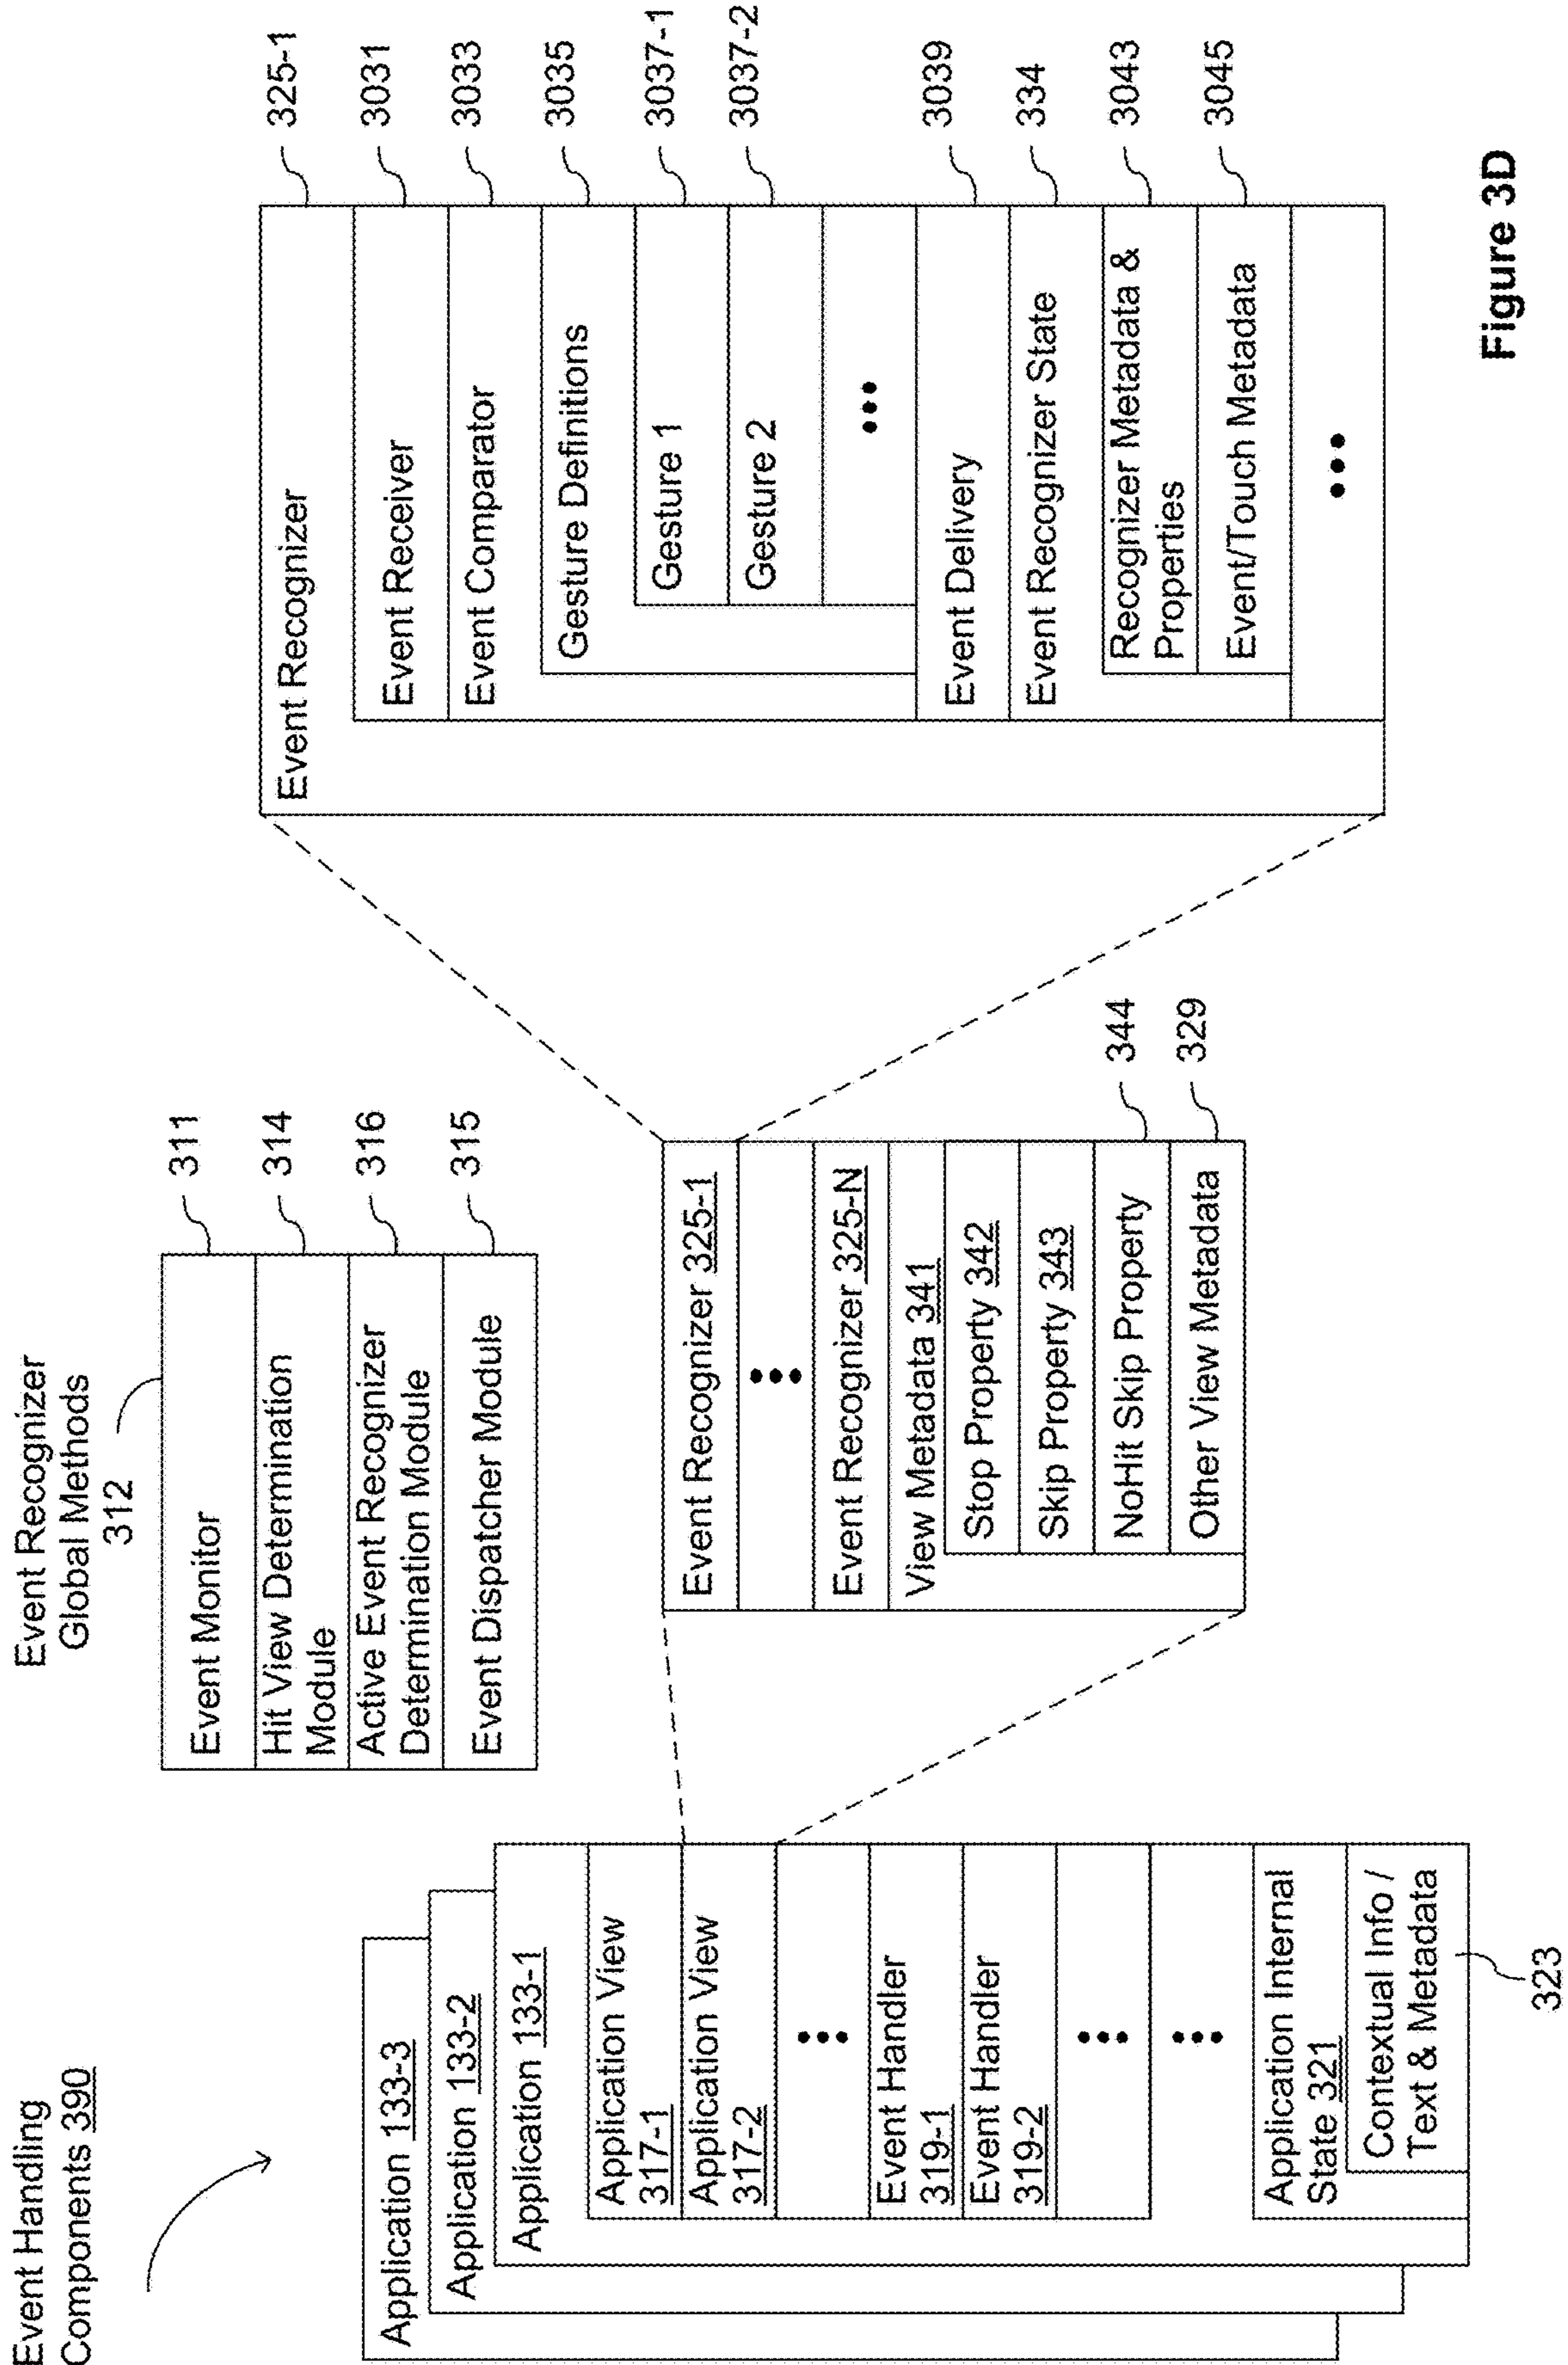 Event Handling
Components 390
Event Recognizer
Global Methods
312
Event Monitor
311
Hit View Determination
Module
314
Active Event Recognizer
Determination Module
316
Event Dispatcher Module
315
Application 133-3
Application 133-2
Application 133-1
Application View
317-1
Application View
317-2
•••
Event Handler
319-1
Event Handler
319-2
•••
•••
Application Internal
State 321
Contextual Info /
Text & Metadata
323
Event Recognizer 325-1
•••
Event Recognizer 325-N
View Metadata 341
Stop Property 342
Skip Property 343
NoHit Skip Property
344
Other View Metadata
329
Event Recognizer
325-1
Event Receiver
3031
Event Comparator
3033
Gesture Definitions
3035
Gesture 1
3037-1
Gesture 2
3037-2
•••
Event Delivery
3039
Event Recognizer State
334
Recognizer Metadata &
Properties
3043
Event/Touch Metadata
3045
•••
Figure 3D